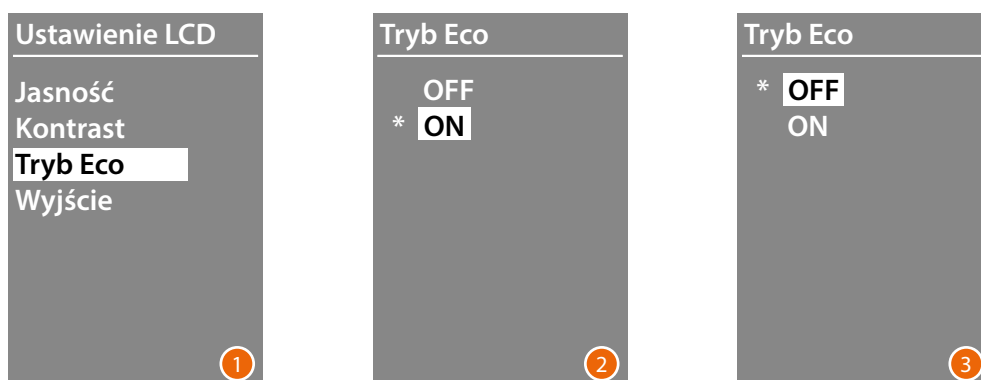 Ustawienie LCD
Jasność
Kontrast
Tryb Eco
Wyjście
1
Tryb Eco
OFF
* ON
2
Tryb Eco
* OFF
ON
3